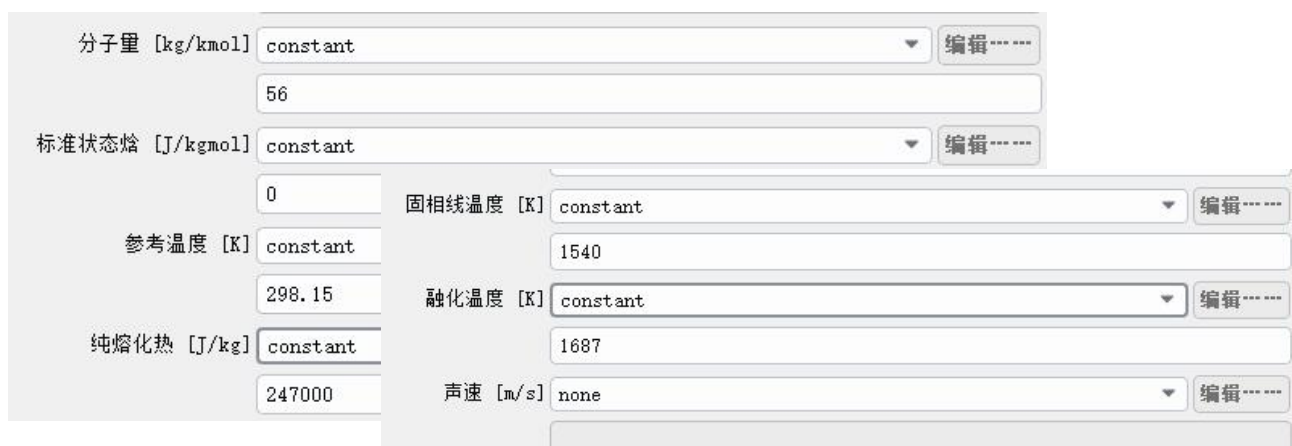 分子量 [kg/kmol] constant 编辑……
56
标准状态焓 [J/kgmol] constant 编辑……
0
参考温度 [K] constant
298.15
纯熔化热 [J/kg] constant
247000
固相线温度 [K] constant 编辑……
1540
融化温度 [K] constant 编辑……
1687
声速 [m/s] none 编辑……